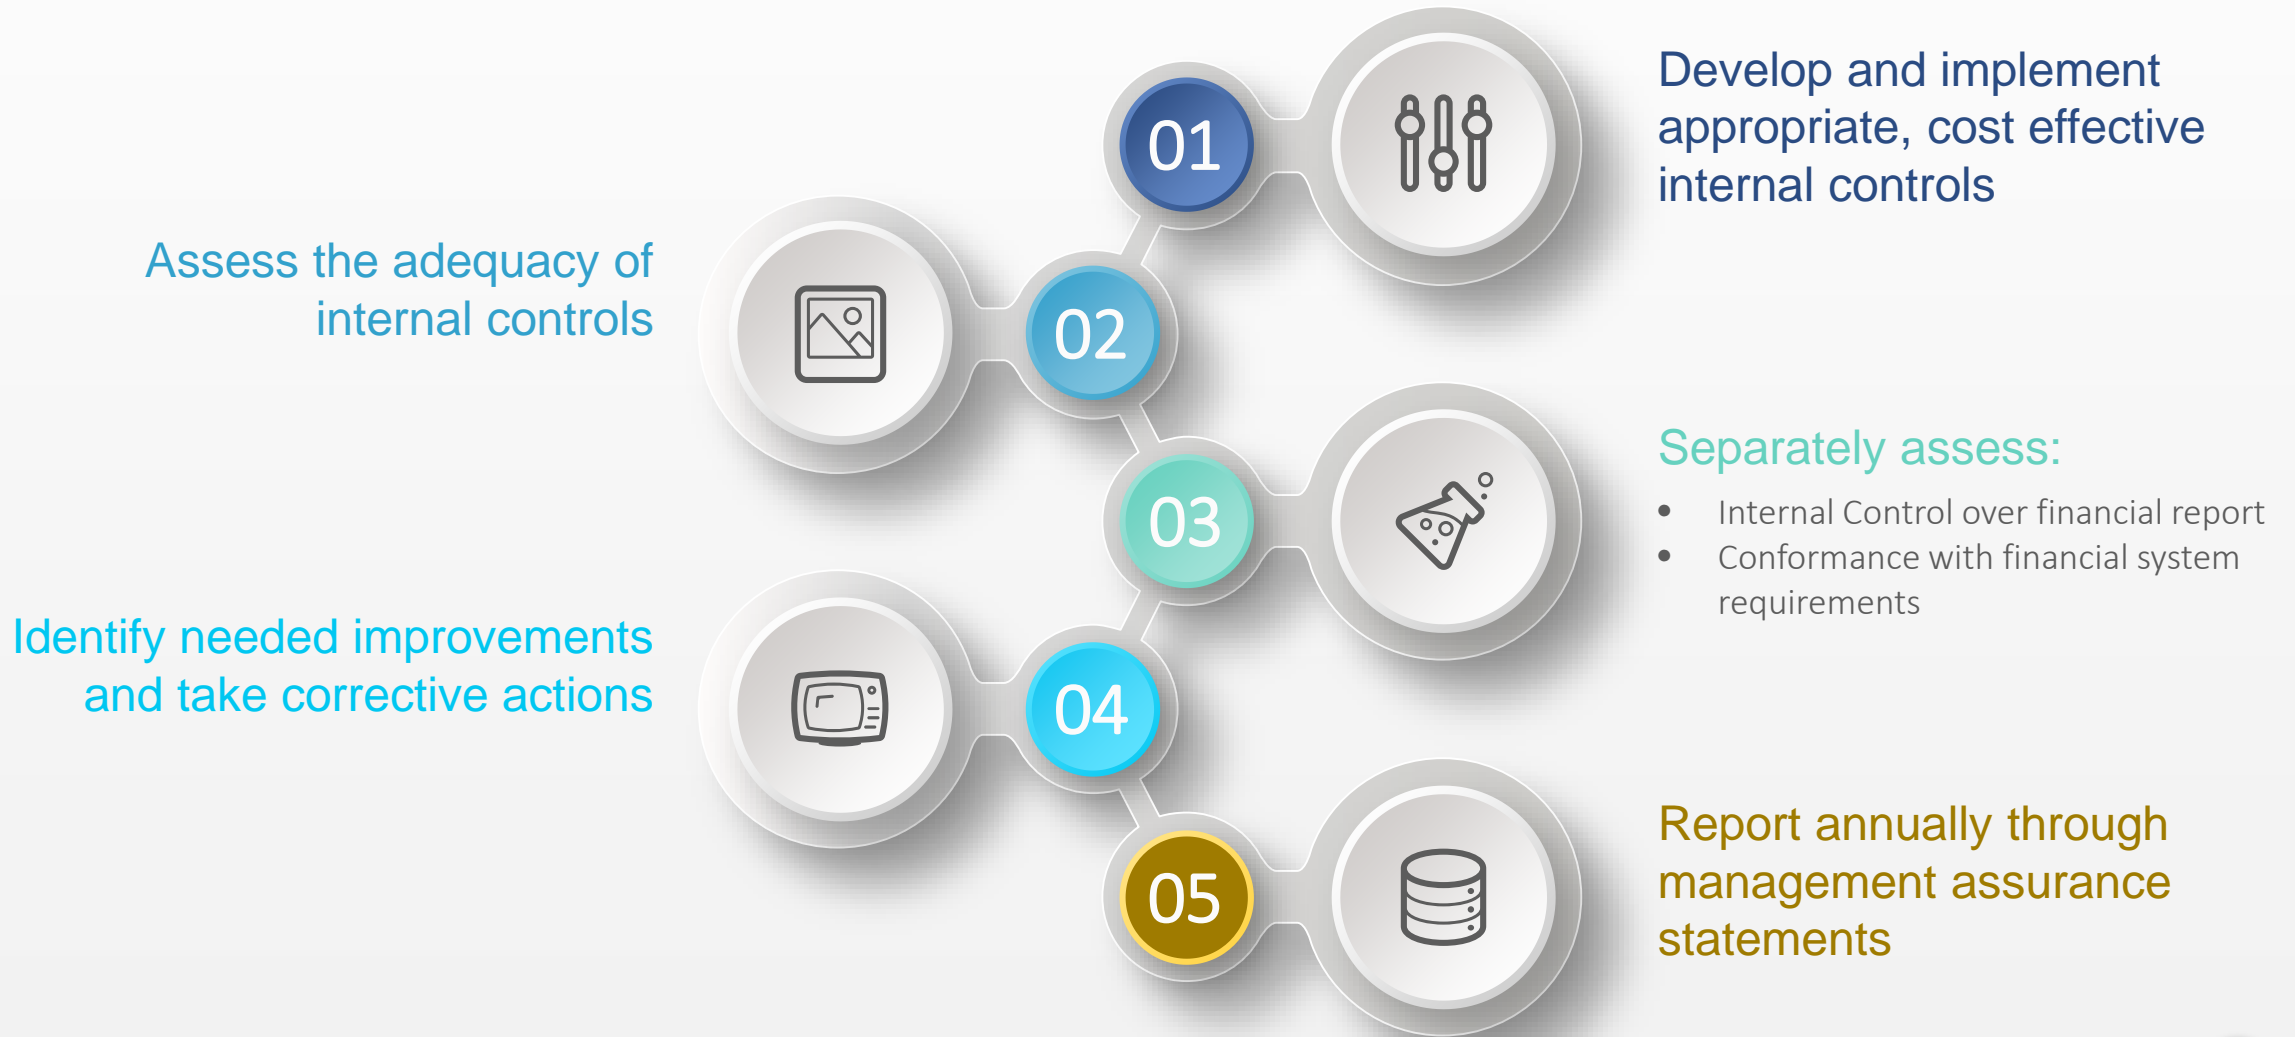 01
Develop and implement
appropriate, cost effective
internal controls
Assess the adequacy of
internal controls
02
03
Separately assess:
• Internal Control over financial report
• Conformance with financial system
requirements
Identify needed improvements
and take corrective actions
04
05
Report annually through
management assurance
statements